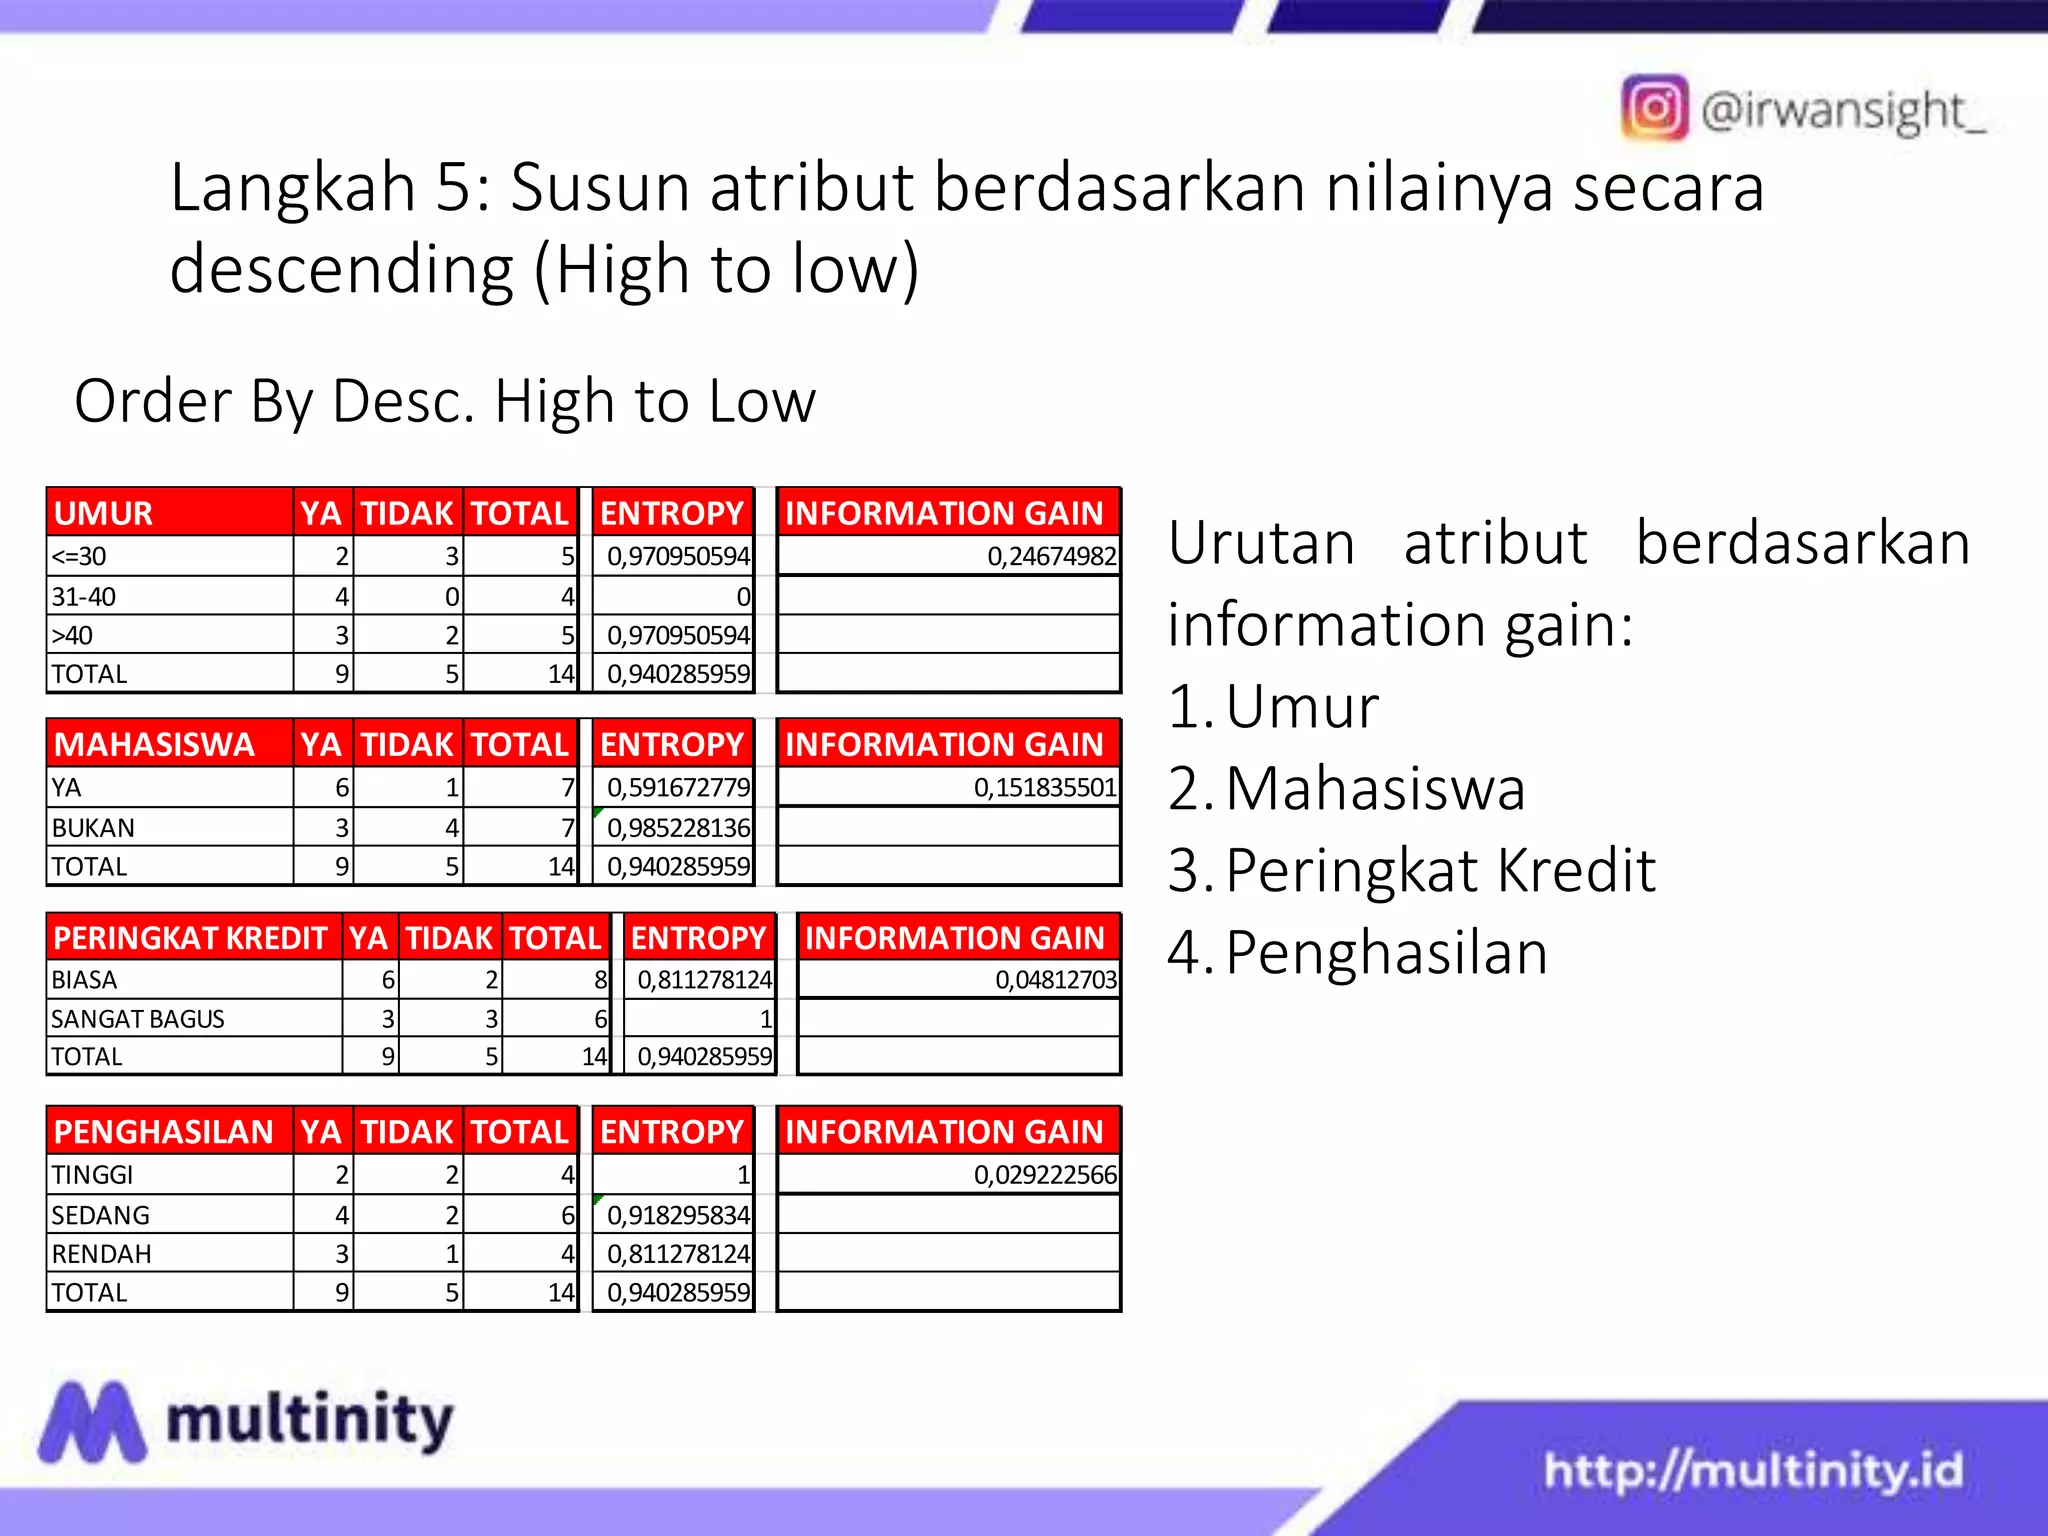 @irwansight_
Langkah 5: Susun atribut berdasarkan nilainya secara
descending (High to low)
Order By Desc. High to Low
UMUR YA TIDAK TOTAL ENTROPY INFORMATION GAIN
<=30 2 3 5 0,970950594 0,24674982
31-40 4 0 4 0
>40 3 2 5 0,970950594
TOTAL 9 5 14 0,940285959
MAHASISWA YA TIDAK TOTAL ENTROPY INFORMATION GAIN
YA 6 1 7 0,591672779 0,151835501
BUKAN 3 4 7 0,985228136
TOTAL 9 5 14 0,940285959
PERINGKAT KREDIT YA TIDAK TOTAL ENTROPY INFORMATION GAIN
BIASA 6 2 8 0,811278124 0,04812703
SANGAT BAGUS 3 3 6 1
TOTAL 9 5 14 0,940285959
PENGHASILAN YA TIDAK TOTAL ENTROPY INFORMATION GAIN
TINGGI 2 2 4 1 0,029222566
SEDANG 4 2 6 0,918295834
RENDAH 3 1 4 0,811278124
TOTAL 9 5 14 0,940285959
Urutan atribut berdasarkan
information gain:
1. Umur
2. Mahasiswa
3. Peringkat Kredit
4. Penghasilan
multinity
http://multinity.id